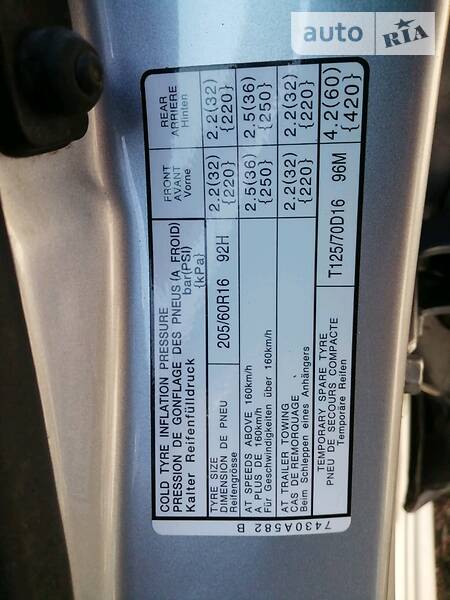 auto RIA
COLD TYRE INFLATION PRESSURE
PRESSION DE GONFLAGE DES PNEUS (A FROID)
Kalter Reifenfülldruck bar(PSI)
{kPa}
FRONT
AVANT
Vorne
REAR
ARRIERE
Hinten
TYRE SIZE
DIMENSION DE PNEU
Reifengrösse
205/60R16 92H
2.2(32)
{220}
2.2(32)
{220}
AT SPEEDS ABOVE 160km/h
A PLUS DE 160km/h
Für Geschwindigkeiten über 160km/h
2.5(36)
{250}
2.5(36)
{250}
AT TRAILER TOWING
CAS DE REMORQUAGE
Beim Schleppen eines Anhängers
2.2(32)
{220}
2.2(32)
{220}
TEMPORARY SPARE TYRE
PNEU DE SECOURS COMPACTE
Temporäre Reifen
T125/70D16 96M
4.2(60)
{420}
7430A582 B